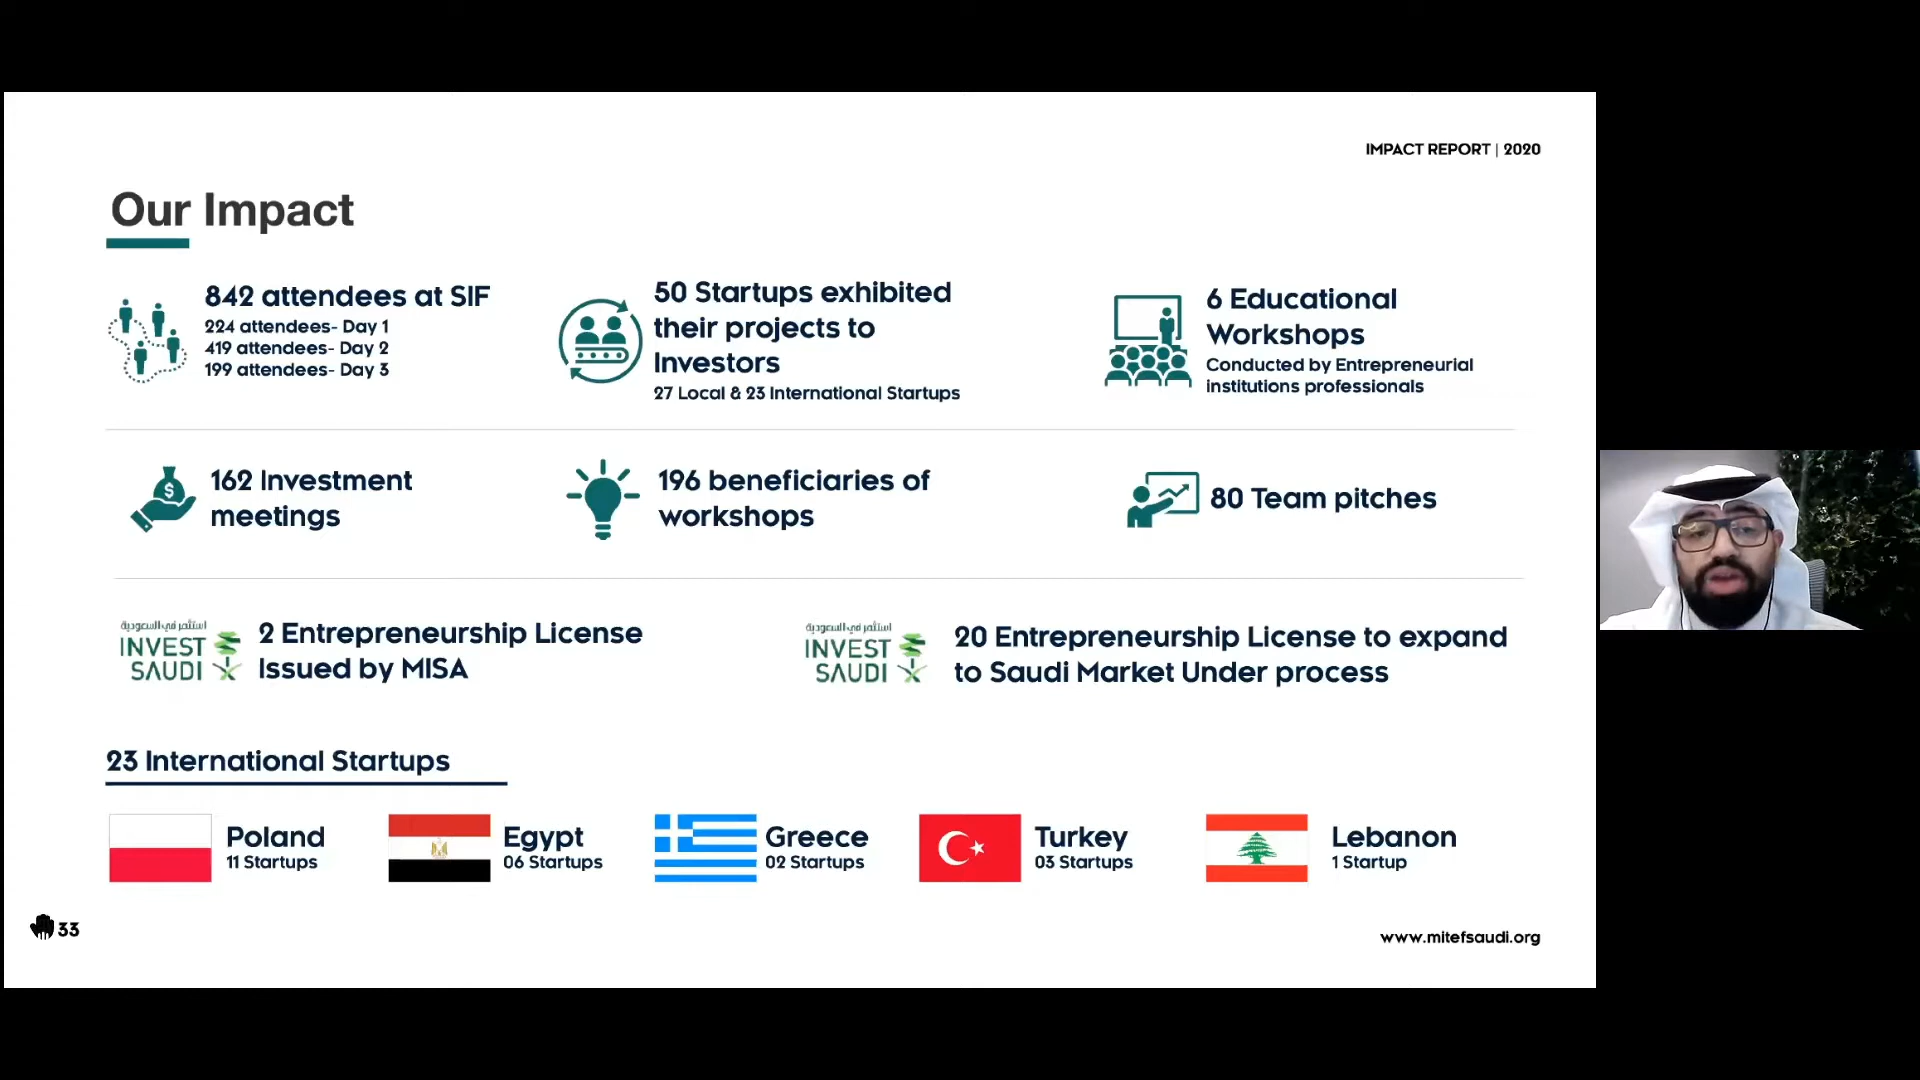 IMPACT REPORT | 2020
Our Impact
842 attendees at SIF
224 attendees- Day 1
419 attendees- Day 2
199 attendees- Day 3
50 Startups exhibited
their projects to
Investors
27 Local & 23 International Startups
6 Educational
Workshops
Conducted by Entrepreneurial
institutions professionals
162 Investment
meetings
196 beneficiaries of
workshops
80 Team pitches
استثمر في السعودية
INVEST
SAUDI
2 Entrepreneurship License
Issued by MISA
استثمر في السعودية
INVEST
SAUDI
20 Entrepreneurship License to expand
to Saudi Market Under process
23 International Startups
Poland
11 Startups
Egypt
06 Startups
Greece
02 Startups
Turkey
03 Startups
Lebanon
1 Startup
33
www.mitefsaudi.org